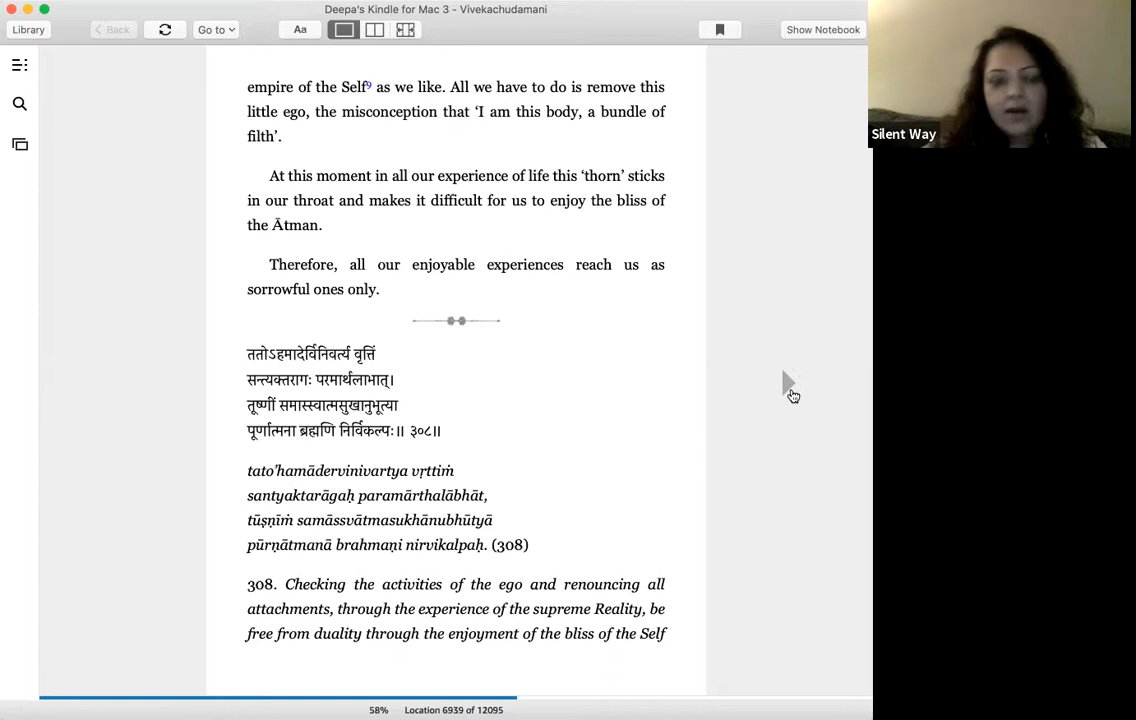 Deepa's Kindle for Mac 3 - Vivekachudamani
Library
Back
Go to
Aa
Show Notebook
Silent Way
empire of the Self⁹ as we like. All we have to do is remove this
little ego, the misconception that ‘I am this body, a bundle of
filth’.
At this moment in all our experience of life this ‘thorn’ sticks
in our throat and makes it difficult for us to enjoy the bliss of
the Ātman.
Therefore, all our enjoyable experiences reach us as
sorrowful ones only.
ततोऽहमादेर्विनिवर्त्य वृत्तिं
सन्त्यक्तरागः परमार्थलाभात्।
तूष्णीं समास्स्वात्मसुखानुभूत्या
पूर्णात्मना ब्रह्मणि निर्विकल्पः॥ ३०८॥
tato’hamādervinivartya vṛttiṁ
santyaktarāgaḥ paramārthalābhāt,
tūṣṇīṁ samāssvātmasukhānubhūtyā
pūrṇātmanā brahmaṇi nirvikalpaḥ. (308)
308. Checking the activities of the ego and renouncing all
attachments, through the experience of the supreme Reality, be
free from duality through the enjoyment of the bliss of the Self
58% Location 6939 of 12095